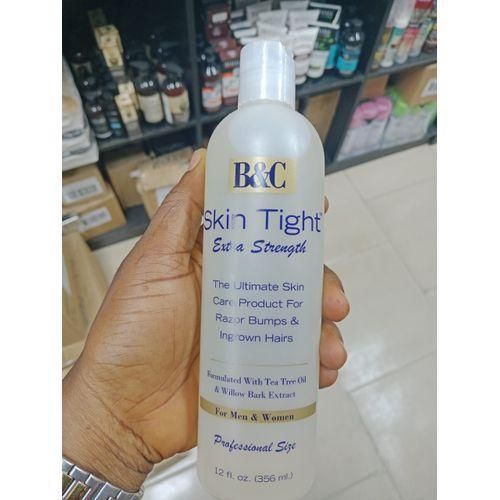 B&C
Skin Tight
Extra Strength
The Ultimate Skin
Care Product For
Razor Bumps &
Ingrown Hairs
Formulated With Tea Tree Oil
& Willow Bark Extract
For Men & Women
Professional Size
12 fl. oz. (356 ml.)